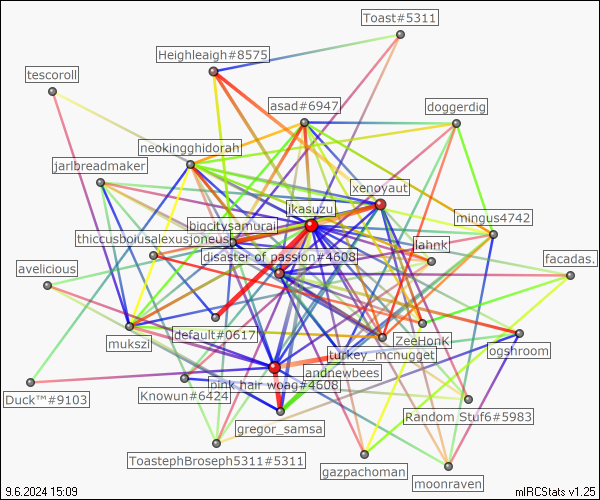 Toast#5311
Heighleaigh#8575
tescoroll
asad#6947
doggerdig
neokingghidorah
jarlbreadmaker
xenoyaut
ikasuzu
mingus4742
biocitysamurai
thiccusboiusalexusjoneus
lahnk
disaster of passion#4608
facadas.
avelicious
default#0617
mukszi
ZeeHonK
ogshroom
turkey_mcnugget
andnewbees
pink hair woag#4608
Duck™#9103
Knowun#6424
Random Stuf6#5983
gregor_samsa
ToastephBroseph5311#5311
gazpachoman
moonraven
9.6.2024 15:09
mIRCStats v1.25